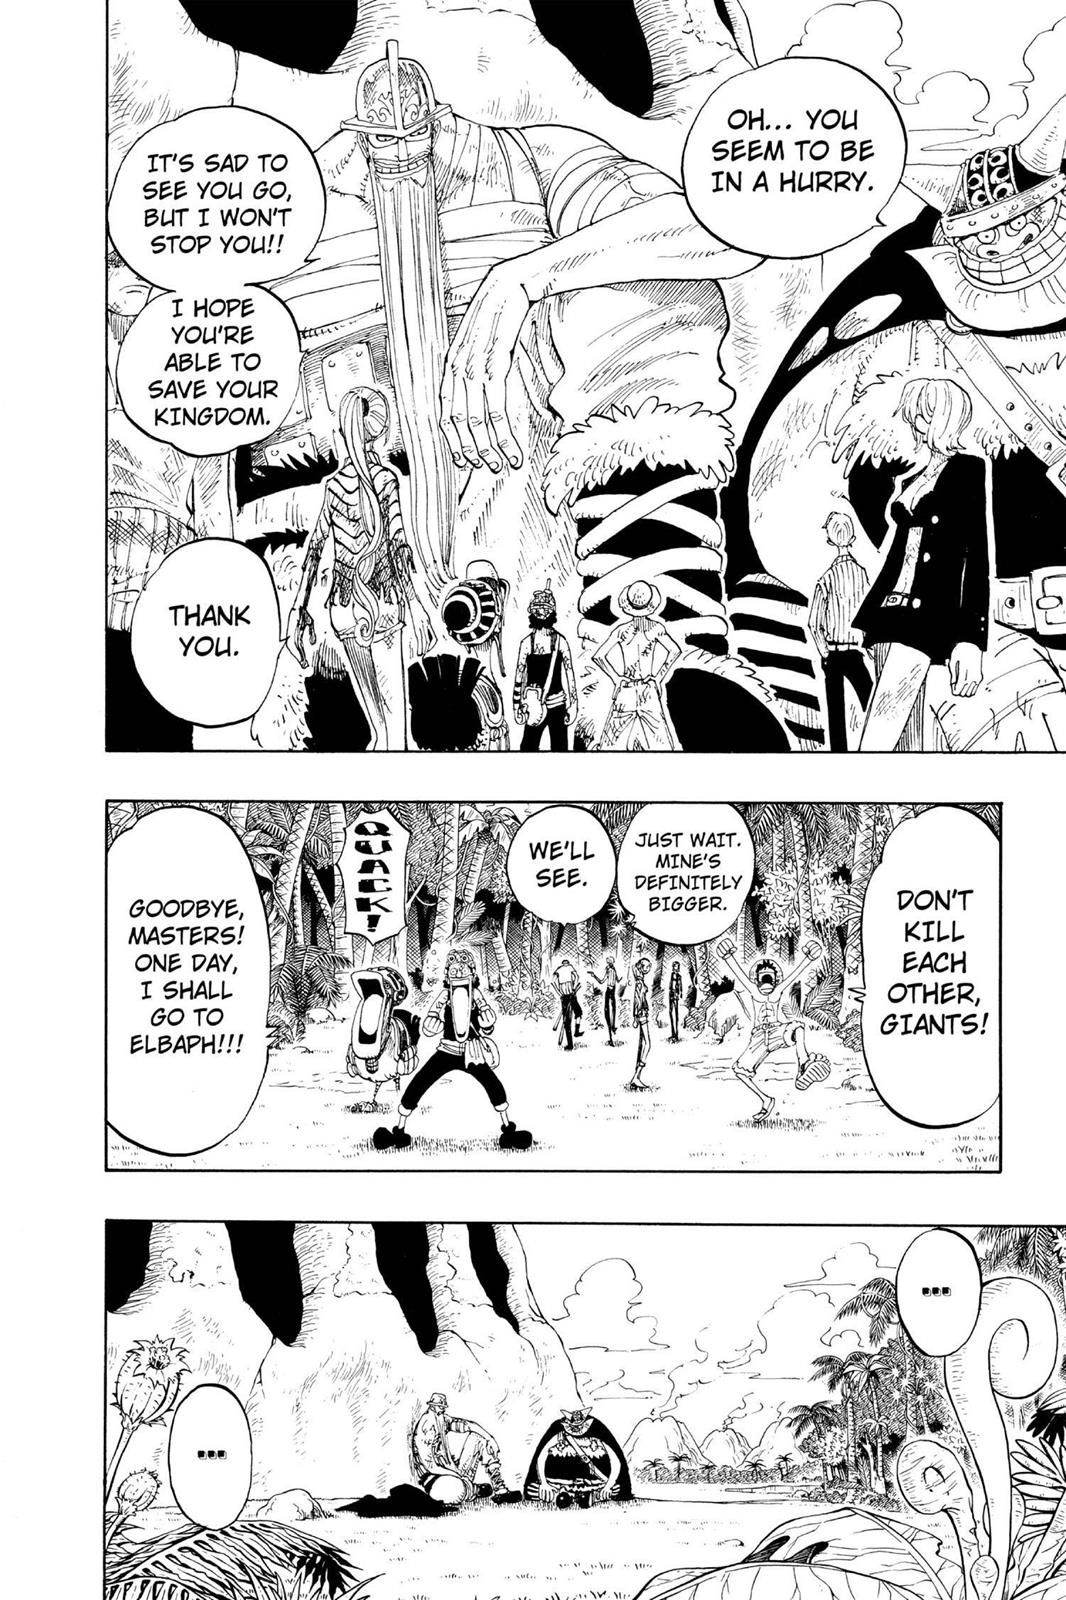 OH... YOU
SEEM TO BE
IN A HURRY.
IT'S SAD TO
SEE YOU GO,
BUT I WON'T
STOP YOU!!
I HOPE
YOU'RE
ABLE TO
SAVE YOUR
KINGDOM.
THANK
YOU.
DON'T
KILL
EACH
OTHER,
GIANTS!
JUST WAIT.
MINE'S
DEFINITELY
BIGGER.
WE'LL
SEE.
QUACK!
GOODBYE,
MASTERS!
ONE DAY,
I SHALL
GO TO
ELBAPH!!!
...
...